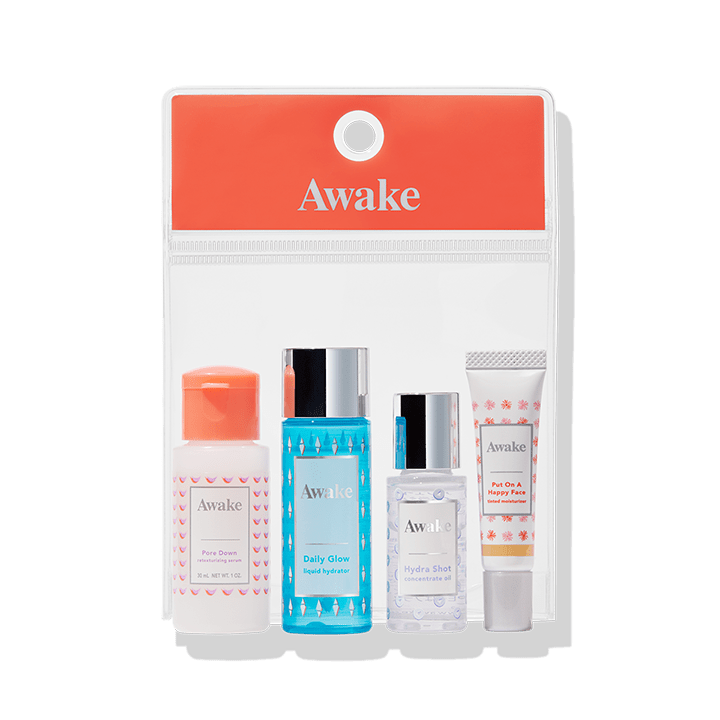 Awake
Awake
Pore Down
retexturizing serum
30 mL NET WT. 1 OZ.
Awake
Daily Glow
liquid hydrator
Awake
Hydra Shot
concentrate oil
Awake
Put On A
Happy Face
tinted moisturizer